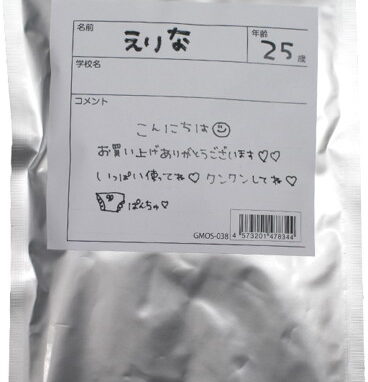 名前 えりな 年齢 25歳
学校名
コメント
こんにちは
お買い上げありがとうございます♡♡
いっぱい使ってね♡ クンクンしてね♡
ぱんちゅ♡
GMOS-038
4 573201 478344